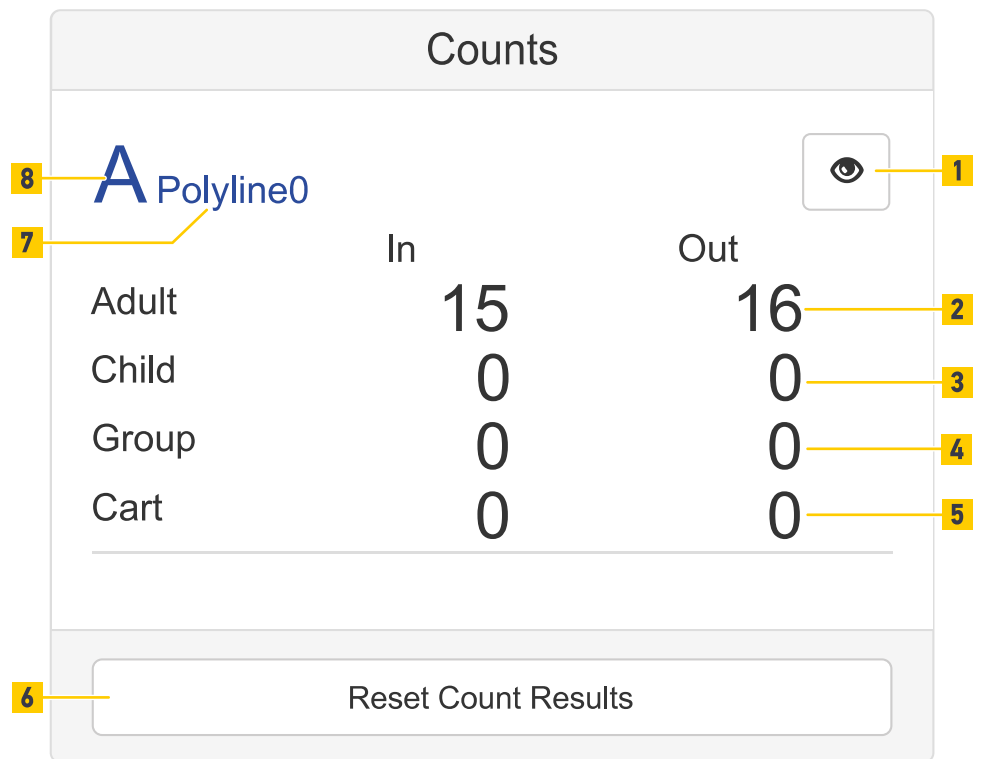 Counts
8 A Polyline0 1
7
In Out
Adult 15 16 2
Child 0 0 3
Group 0 0 4
Cart 0 0 5
6 Reset Count Results